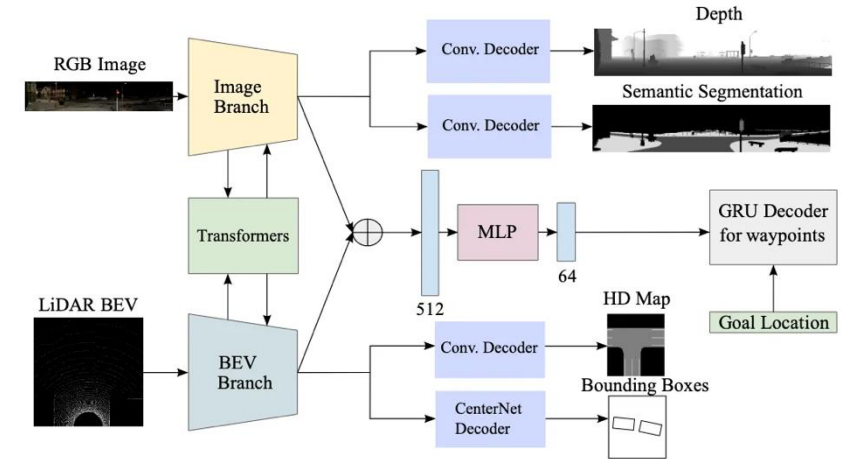 Depth
RGB Image
Image
Branch
Conv. Decoder
Semantic Segmentation
Conv. Decoder
Transformers
MLP
GRU Decoder
for waypoints
64
512
HD Map
LiDAR BEV
Goal Location
BEV
Branch
Conv. Decoder
Bounding Boxes
CenterNet
Decoder